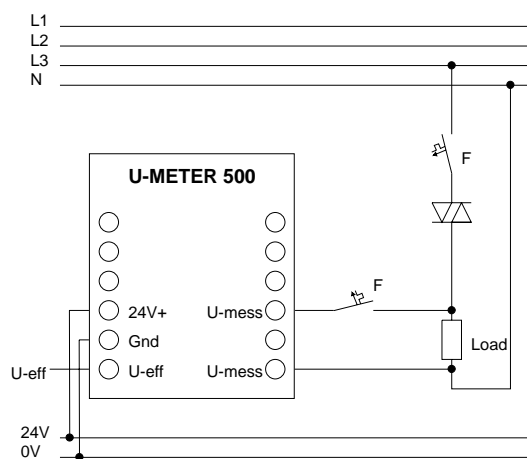 L1
L2
L3
N
F
U-METER 500
F
24V+ U-mess
Gnd
Load
U-eff U-eff U-mess
24V
0V